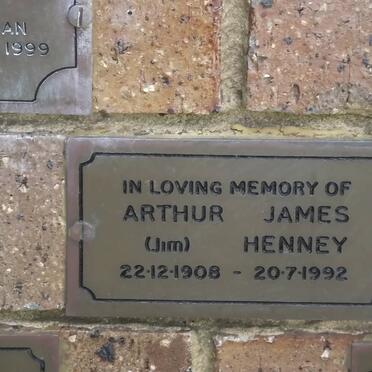 AN
1999
IN LOVING MEMORY OF
ARTHUR JAMES
(Jim) HENNEY
22·12·1908 - 20·7·1992